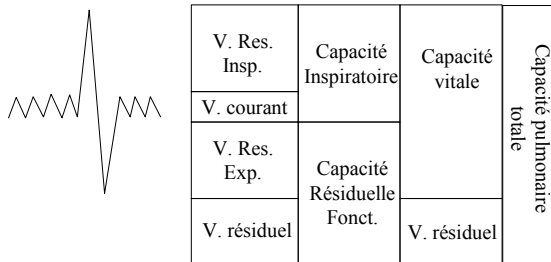 V. Res.
Insp.
V. courant
V. Res.
Exp.
V. résiduel
Capacité
Inspiratoire
Capacité
Résiduelle
Fonct.
Capacité
vitale
V. résiduel
Capacité pulmonaire
totale